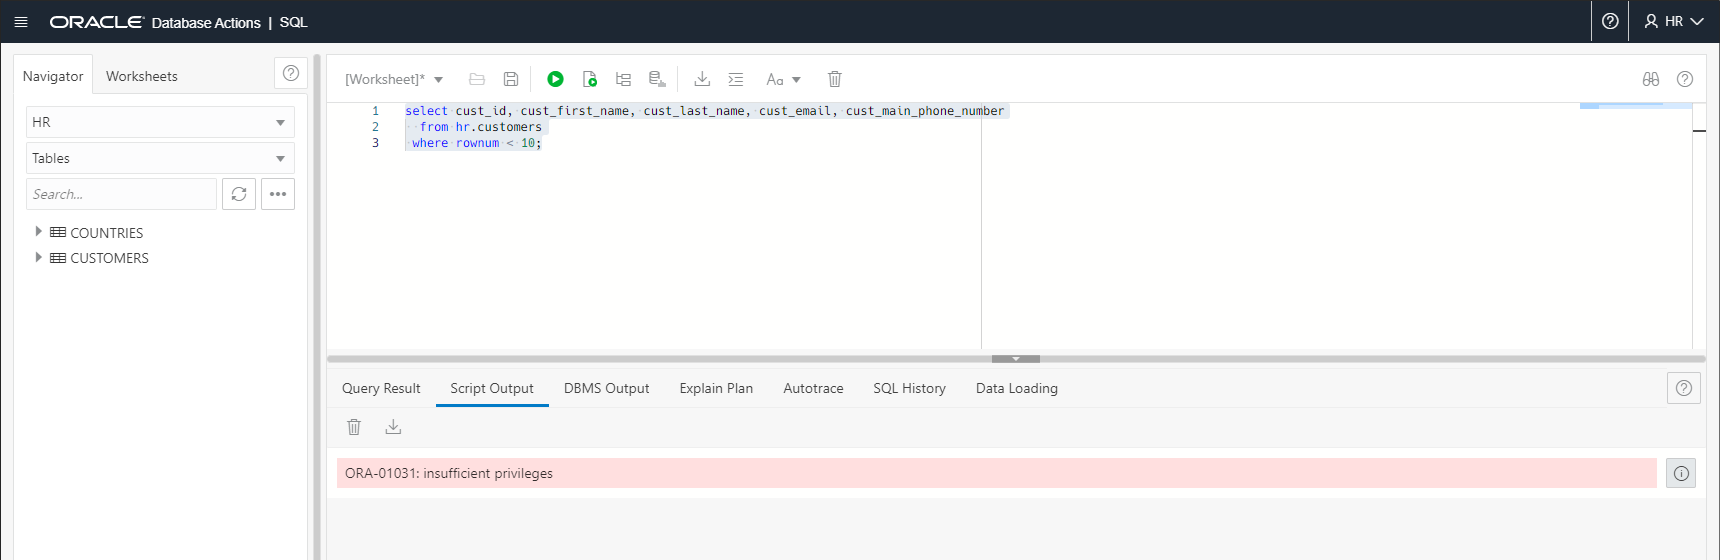 ORACLE Database Actions | SQL
HR
Navigator
Worksheets
HR
Tables
Search...
COUNTRIES
CUSTOMERS
[Worksheet]*
Aa
1 select cust_id, cust_first_name, cust_last_name, cust_email, cust_main_phone_number
2 from hr.customers
3 where rownum < 10;
Query Result
Script Output
DBMS Output
Explain Plan
Autotrace
SQL History
Data Loading
ORA-01031: insufficient privileges